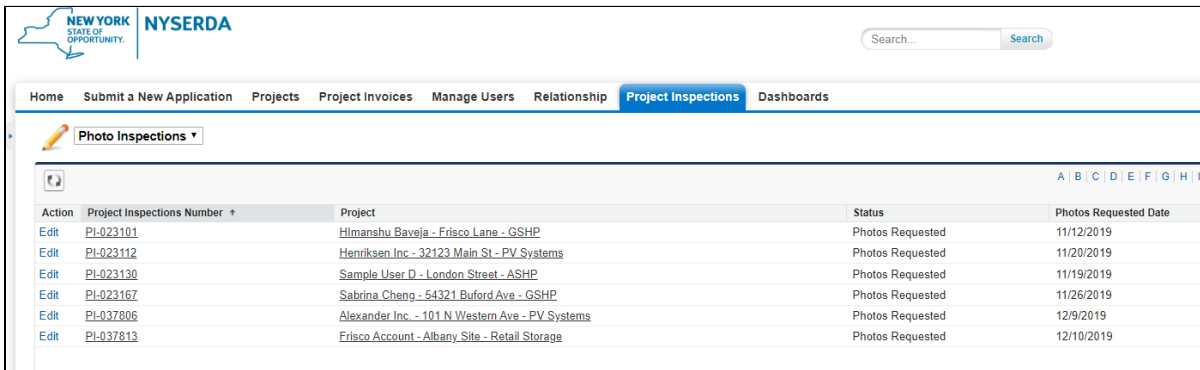 NEW YORK
STATE OF
OPPORTUNITY.
NYSERDA
Search...
Search
Home Submit a New Application Projects Project Invoices Manage Users Relationship Project Inspections Dashboards
Photo Inspections
A | B | C | D | E | F | G | H |
Action Project Inspections Number ↑ Project Status Photos Requested Date
Edit PI-023101 HImanshu Baveja - Frisco Lane - GSHP Photos Requested 11/12/2019
Edit PI-023112 Henriksen Inc - 32123 Main St - PV Systems Photos Requested 11/20/2019
Edit PI-023130 Sample User D - London Street - ASHP Photos Requested 11/19/2019
Edit PI-023167 Sabrina Cheng - 54321 Buford Ave - GSHP Photos Requested 11/26/2019
Edit PI-037806 Alexander Inc. - 101 N Western Ave - PV Systems Photos Requested 12/9/2019
Edit PI-037813 Frisco Account - Albany Site - Retail Storage Photos Requested 12/10/2019